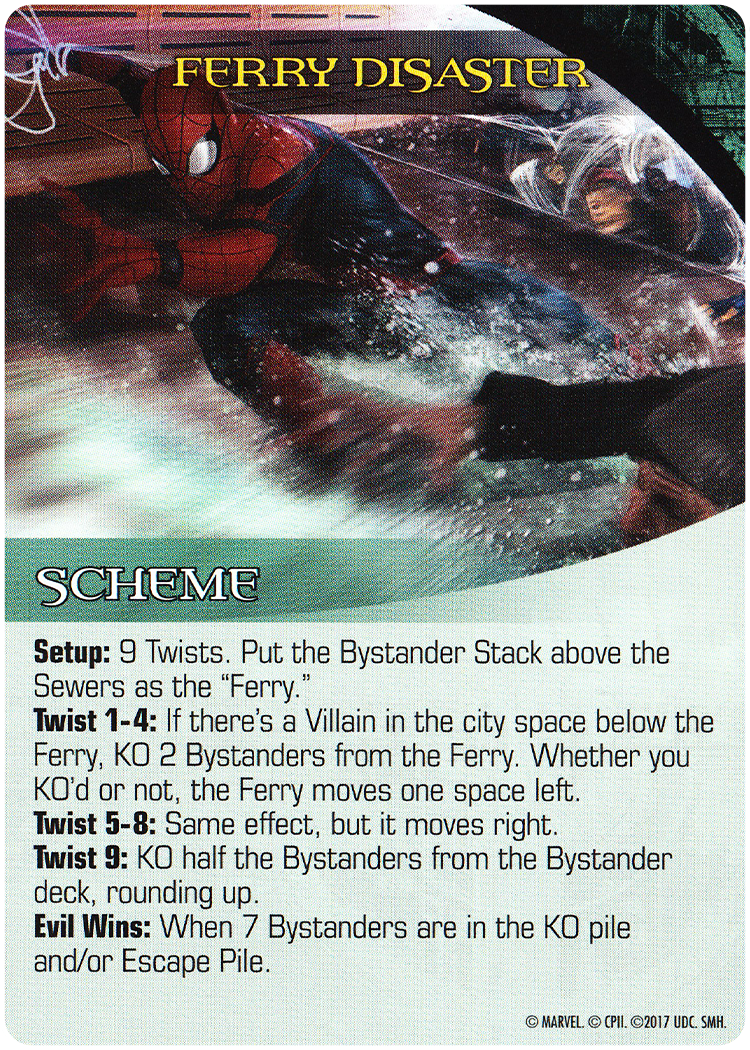 FERRY DISASTER
SCHEME
Setup: 9 Twists. Put the Bystander Stack above the
Sewers as the “Ferry.”
Twist 1-4: If there’s a Villain in the city space below the
Ferry, KO 2 Bystanders from the Ferry. Whether you
KO’d or not, the Ferry moves one space left.
Twist 5-8: Same effect, but it moves right.
Twist 9: KO half the Bystanders from the Bystander
deck, rounding up.
Evil Wins: When 7 Bystanders are in the KO pile
and/or Escape Pile.
© MARVEL. © CPII. ©2017 UDC. SMH.